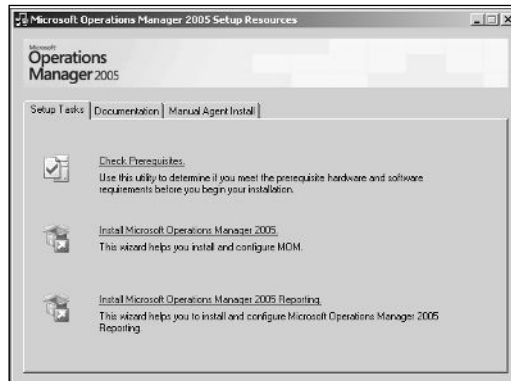 Microsoft Operations Manager 2005 Setup Resources
Microsoft
Operations
Manager 2005
Setup Tasks
Documentation
Manual Agent Install
Check Prerequisites.
Use this utility to determine if you meet the prerequisite hardware and software
requirements before you begin your installation.
Install Microsoft Operations Manager 2005.
This wizard helps you install and configure MOM.
Install Microsoft Operations Manager 2005 Reporting.
This wizard helps you to install and configure Microsoft Operations Manager 2005
Reporting.